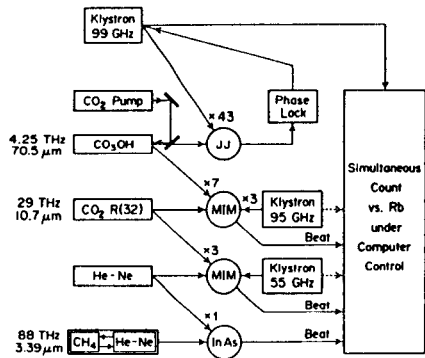 Klystron
99 GHz
CO₂ Pump
×43
Phase
Lock
4.25 THz
70.5 μm
CO₃OH
JJ
×7
29 THz
10.7 μm
CO₂ R(32)
MIM
×3
Klystron
95 GHz
Beat
×3
He-Ne
MIM
Klystron
55 GHz
Beat
×1
88 THz
3.39 μm
CH₄
He-Ne
InAs
Beat
Simultaneous
Count
vs. Rb
under
Computer
Control